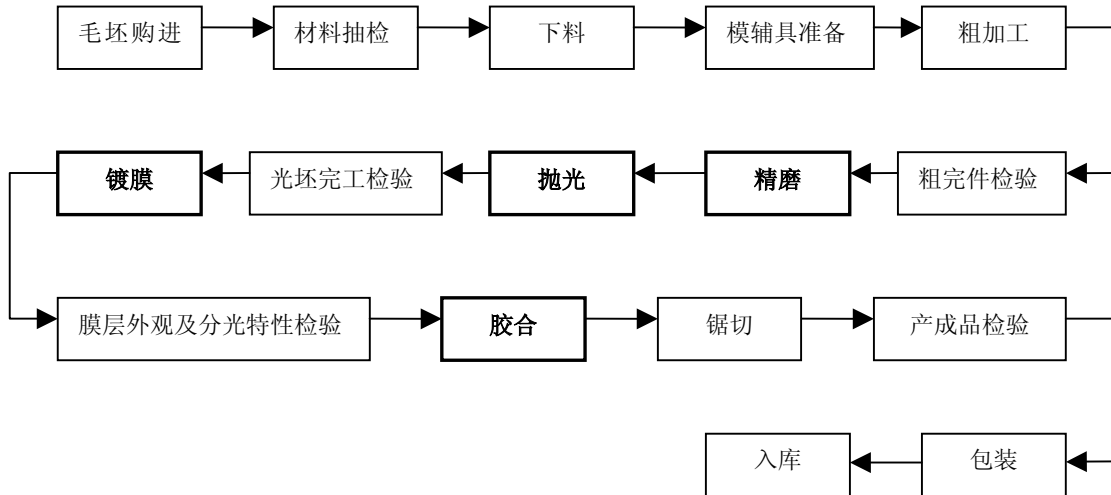 毛坯购进
材料抽检
下料
模辅具准备
粗加工
粗完件检验
精磨
抛光
光坯完工检验
镀膜
膜层外观及分光特性检验
胶合
锯切
产成品检验
包装
入库